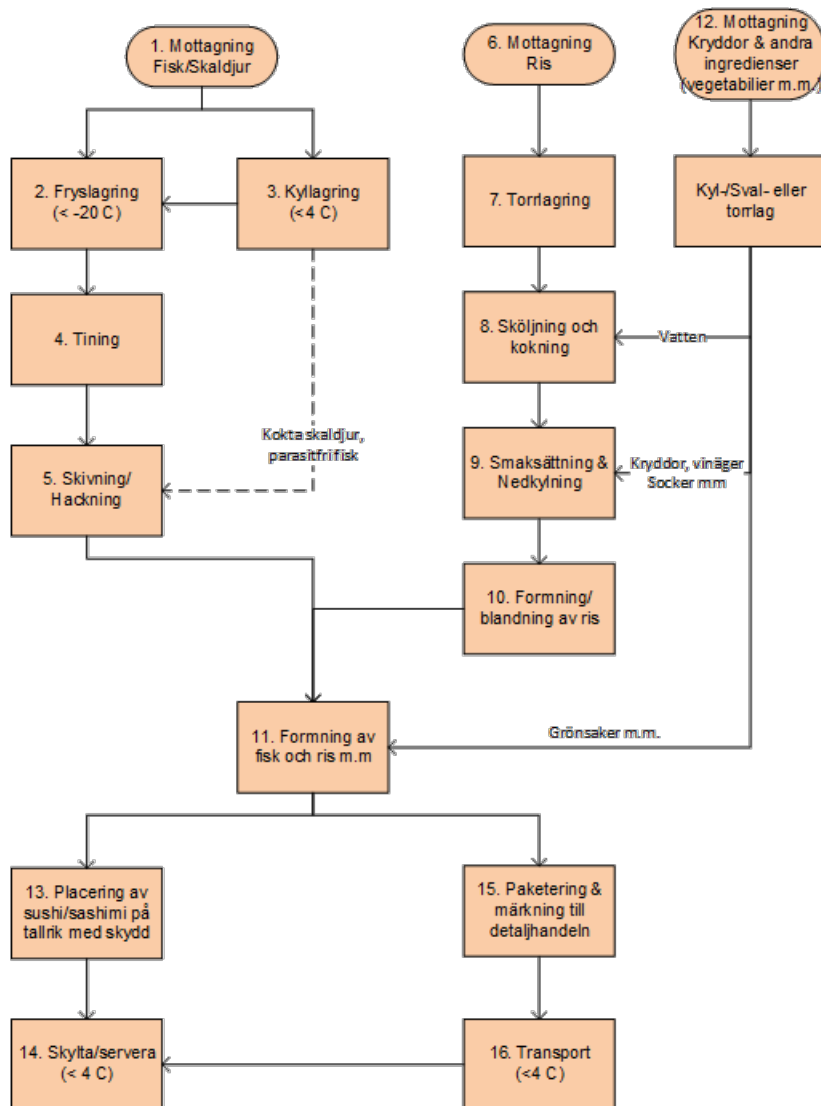 1. Mottagning
Fisk/Skaldjur
6. Mottagning
Ris
12. Mottagning
Kryddor & andra
ingredienser
(vegetabilier m.m.)
2. Fryslagring
(< -20 C)
3. Kyllagring
(<4 C)
7. Torrlagring
Kyl-/Sval- eller
torrlag
4. Tining
8. Sköljning och
kokning
Vatten
Kokta skaldjur,
parasitfri fisk
5. Skivning/
Hackning
9. Smaksättning &
Nedkylning
Kryddor, vinäger
Socker m.m
10. Formning/
blandning av ris
11. Formning av
fisk och ris m.m
Grönsaker m.m.
13. Placering av
sushi/sashimi på
tallrik med skydd
15. Paketering &
märkning till
detaljhandeln
14. Skylta/servera
(< 4 C)
16. Transport
(<4 C)